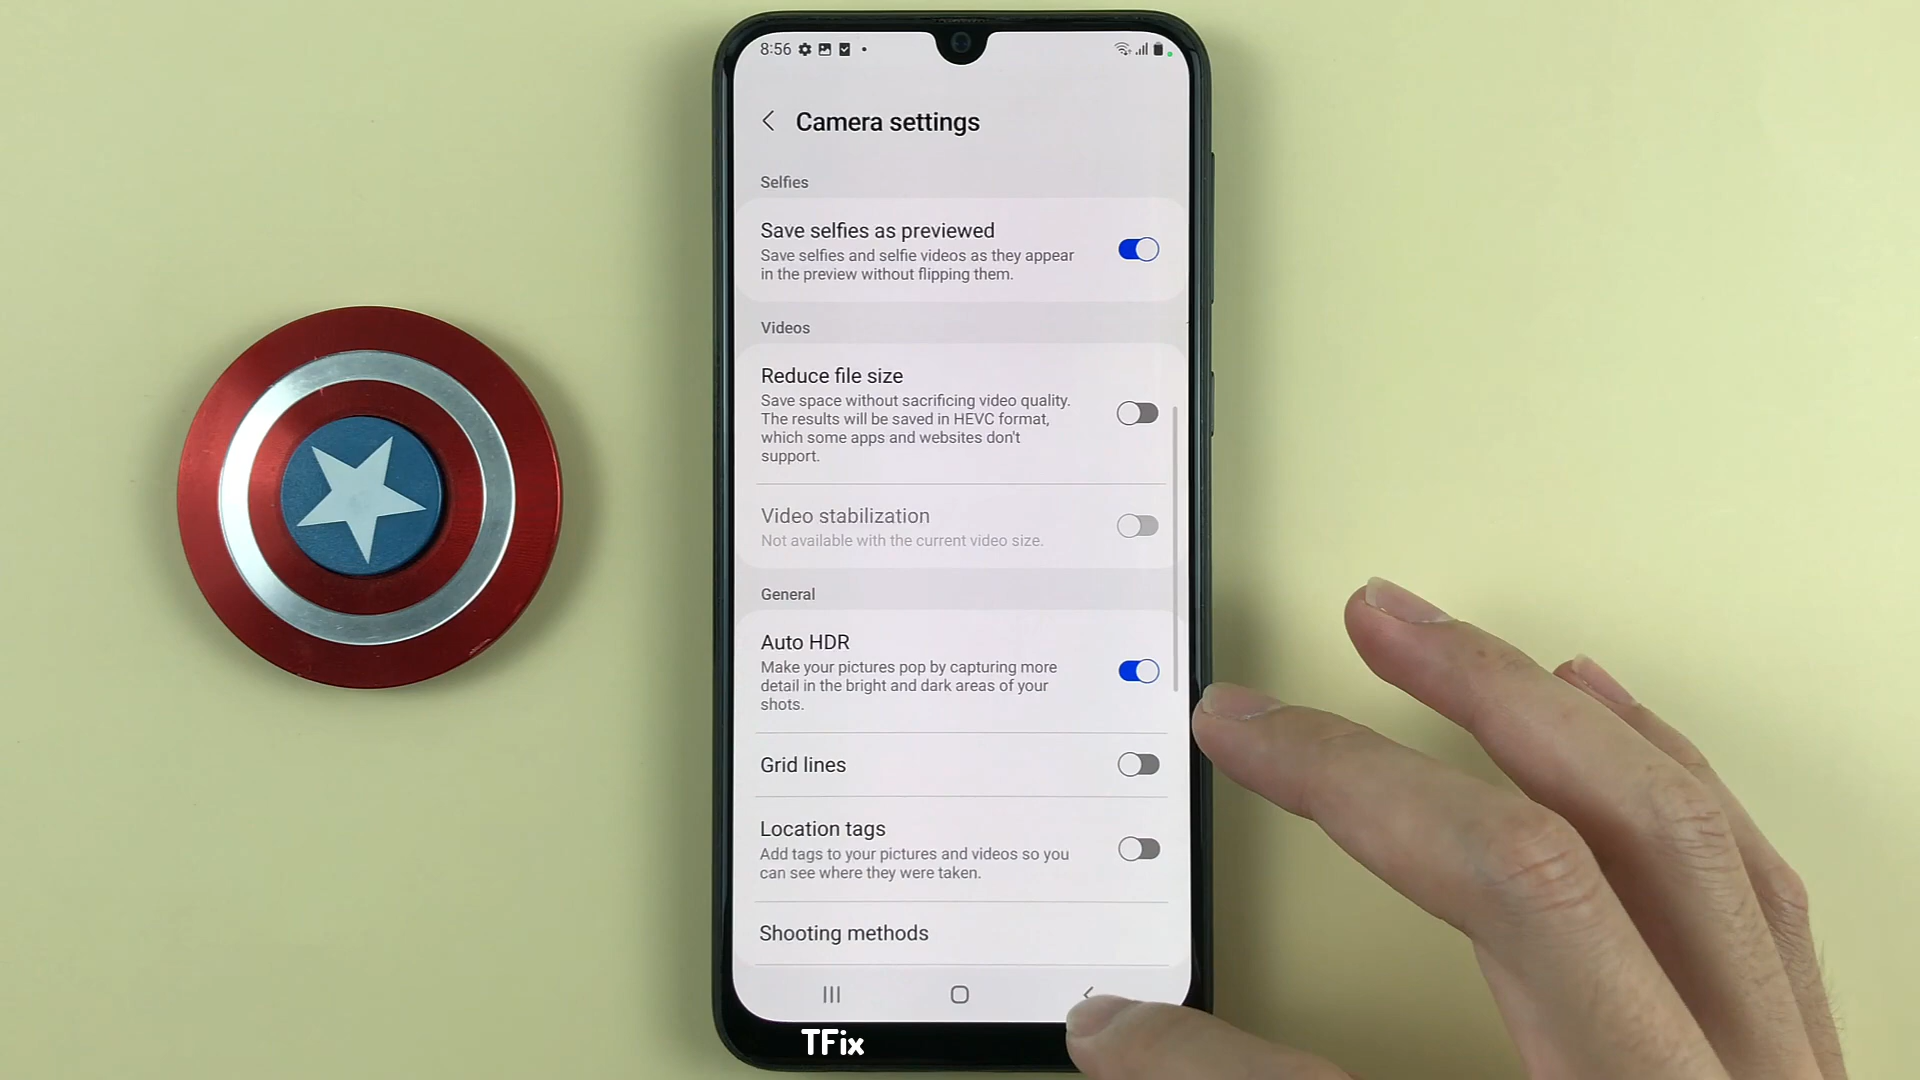 8:56
Camera settings
Selfies
Save selfies as previewed
Save selfies and selfie videos as they appear
in the preview without flipping them.
Videos
Reduce file size
Save space without sacrificing video quality.
The results will be saved in HEVC format,
which some apps and websites don't
support.
Video stabilization
Not available with the current video size.
General
Auto HDR
Make your pictures pop by capturing more
detail in the bright and dark areas of your
shots.
Grid lines
Location tags
Add tags to your pictures and videos so you
can see where they were taken.
Shooting methods
TFix